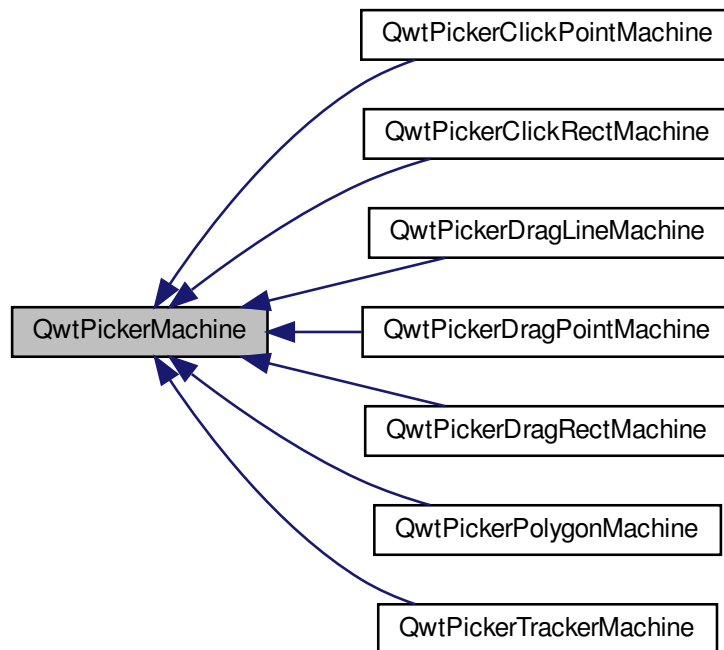 QwtPickerClickPointMachine
QwtPickerClickRectMachine
QwtPickerDragLineMachine
QwtPickerMachine
QwtPickerDragPointMachine
QwtPickerDragRectMachine
QwtPickerPolygonMachine
QwtPickerTrackerMachine